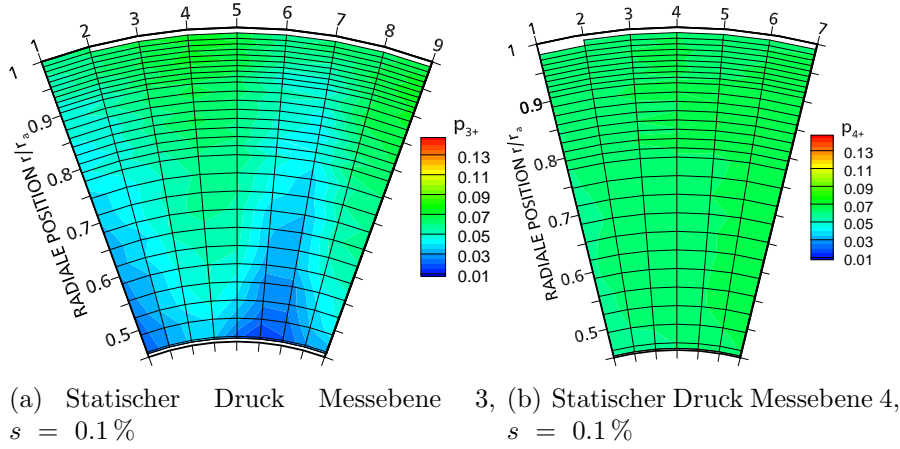 1 2 3 4 5 6 7 8 9
1
0.9
0.8
0.7
0.6
0.5
RADIALE POSITION r/rₐ
p₃₊
0.13
0.11
0.09
0.07
0.05
0.03
0.01
1 2 3 4 5 6 7
1
0.9
0.8
0.7
0.6
0.5
RADIALE POSITION r/rₐ
p₄₊
0.13
0.11
0.09
0.07
0.05
0.03
0.01
(a) Statischer Druck Messebene 3,
s = 0.1 %
(b) Statischer Druck Messebene 4,
s = 0.1 %